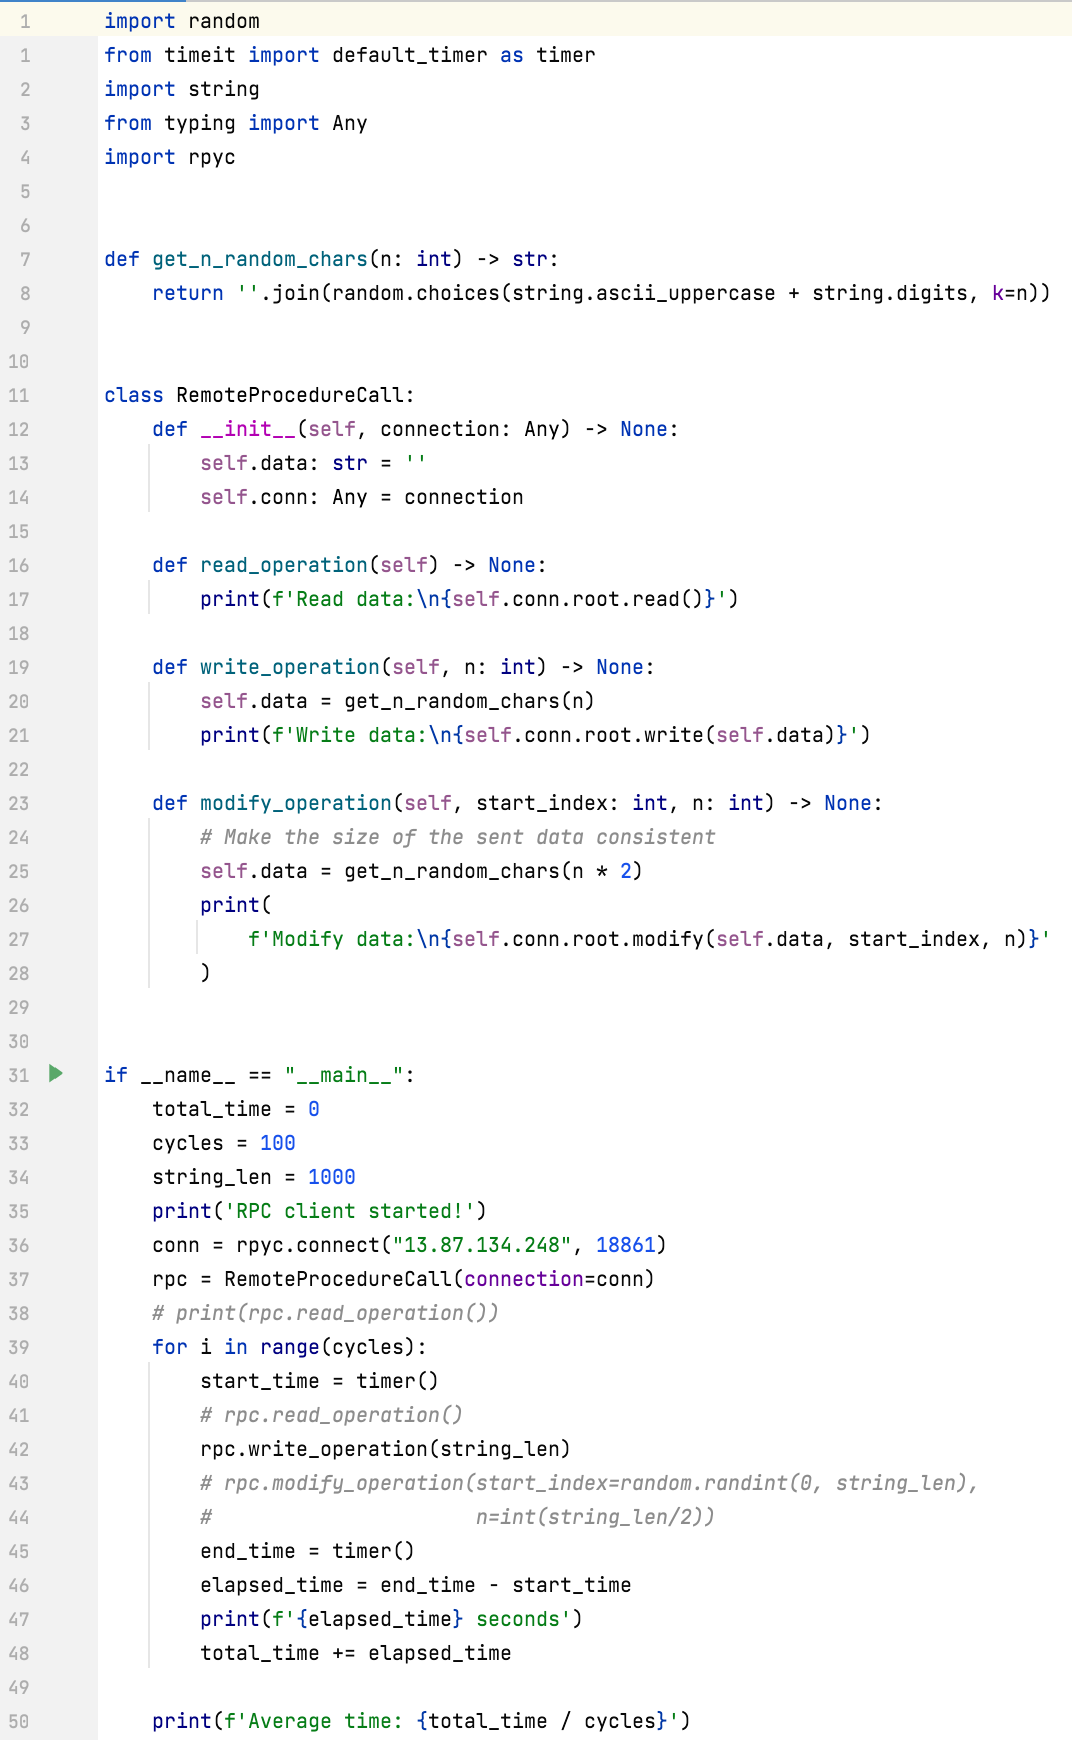 1 import random
1 from timeit import default_timer as timer
2 import string
3 from typing import Any
4 import rpyc
5
6
7 def get_n_random_chars(n: int) -> str:
8     return ''.join(random.choices(string.ascii_uppercase + string.digits, k=n))
9
10
11 class RemoteProcedureCall:
12     def __init__(self, connection: Any) -> None:
13         self.data: str = ''
14         self.conn: Any = connection
15
16     def read_operation(self) -> None:
17         print(f'Read data:\n{self.conn.root.read()}')
18
19     def write_operation(self, n: int) -> None:
20         self.data = get_n_random_chars(n)
21         print(f'Write data:\n{self.conn.root.write(self.data)}')
22
23     def modify_operation(self, start_index: int, n: int) -> None:
24         # Make the size of the sent data consistent
25         self.data = get_n_random_chars(n * 2)
26         print(
27             f'Modify data:\n{self.conn.root.modify(self.data, start_index, n)}'
28         )
29
30
31 if __name__ == "__main__":
32     total_time = 0
33     cycles = 100
34     string_len = 1000
35     print('RPC client started!')
36     conn = rpyc.connect("13.87.134.248", 18861)
37     rpc = RemoteProcedureCall(connection=conn)
38     # print(rpc.read_operation())
39     for i in range(cycles):
40         start_time = timer()
41         # rpc.read_operation()
42         rpc.write_operation(string_len)
43         # rpc.modify_operation(start_index=random.randint(0, string_len),
44         #                      n=int(string_len/2))
45         end_time = timer()
46         elapsed_time = end_time - start_time
47         print(f'{elapsed_time} seconds')
48         total_time += elapsed_time
49
50     print(f'Average time: {total_time / cycles}')